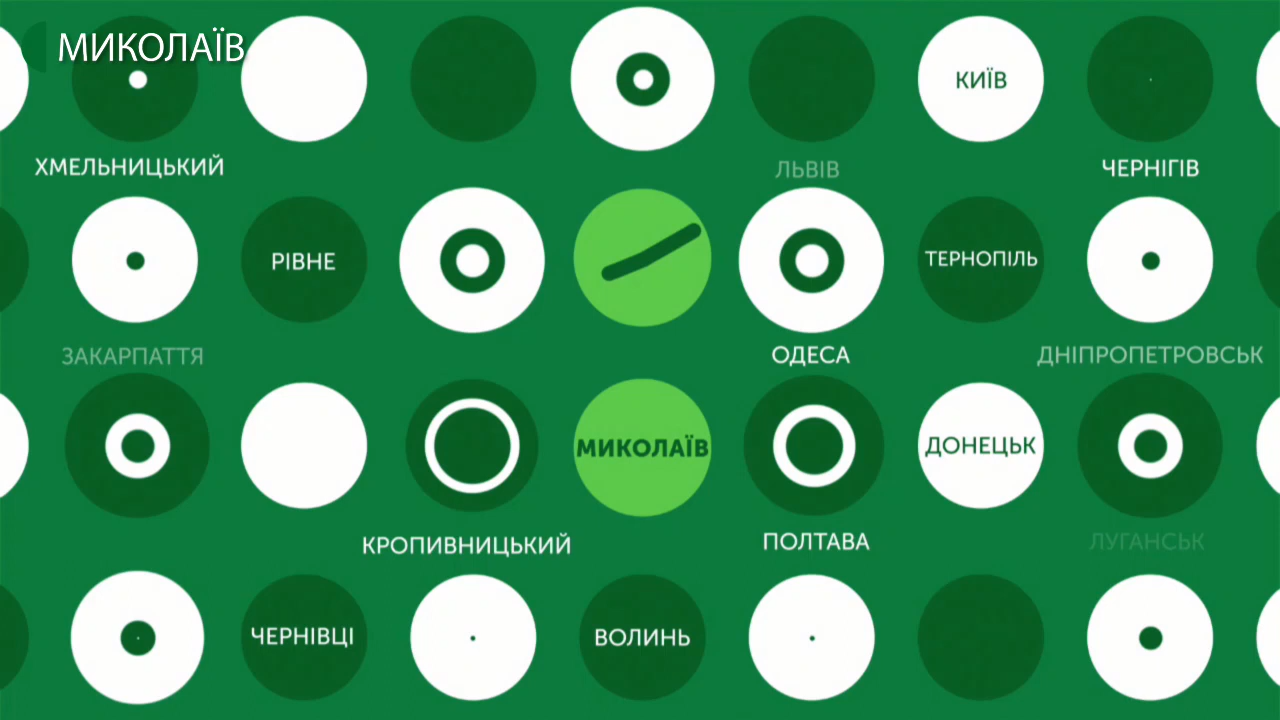 МИКОЛАЇВ
КИЇВ
ХМЕЛЬНИЦЬКИЙ
ЛЬВІВ
ЧЕРНІГІВ
РІВНЕ
ТЕРНОПІЛЬ
ЗАКАРПАТТЯ
ОДЕСА
ДНІПРОПЕТРОВСЬК
МИКОЛАЇВ
ДОНЕЦЬК
КРОПИВНИЦЬКИЙ
ПОЛТАВА
ЛУГАНСЬК
ЧЕРНІВЦІ
ВОЛИНЬ